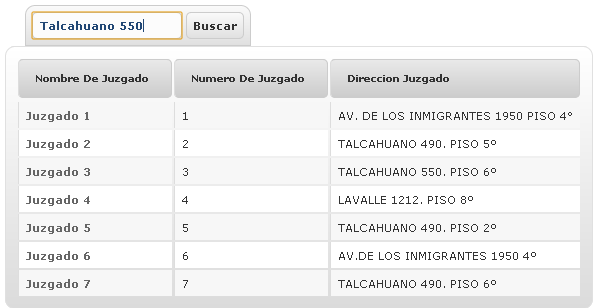 Talcahuano 550 Buscar
Nombre De Juzgado Numero De Juzgado Direccion Juzgado
Juzgado 1 1 AV. DE LOS INMIGRANTES 1950 PISO 4°
Juzgado 2 2 TALCAHUANO 490. PISO 5º
Juzgado 3 3 TALCAHUANO 550. PISO 6º
Juzgado 4 4 LAVALLE 1212. PISO 8º
Juzgado 5 5 TALCAHUANO 490. PISO 2º
Juzgado 6 6 AV.DE LOS INMIGRANTES 1950 4º
Juzgado 7 7 TALCAHUANO 490. PISO 6º